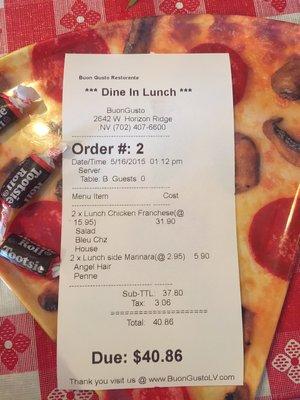 Buon Gusto Restorante
*** Dine In Lunch ***
BuonGusto
2642 W Horizon Ridge
,NV (702) 407-6600
Order #: 2
Date/Time: 5/16/2015 01:12 pm
Server
Table: B Guests 0
Menu Item Cost
2 x Lunch Chicken Franchese(@
15.95) 31.90
Salad
Bleu Chz
House
2 x Lunch side Marinara(@ 2.95) 5.90
Angel Hair
Penne
Sub-TTL: 37.80
Tax: 3.06
=====================
Total: 40.86
Due: $40.86
Thank you visit us @ www.BuonGustoLV.com
Tootsie
Roll
Tootsie
Roll
Tootsie